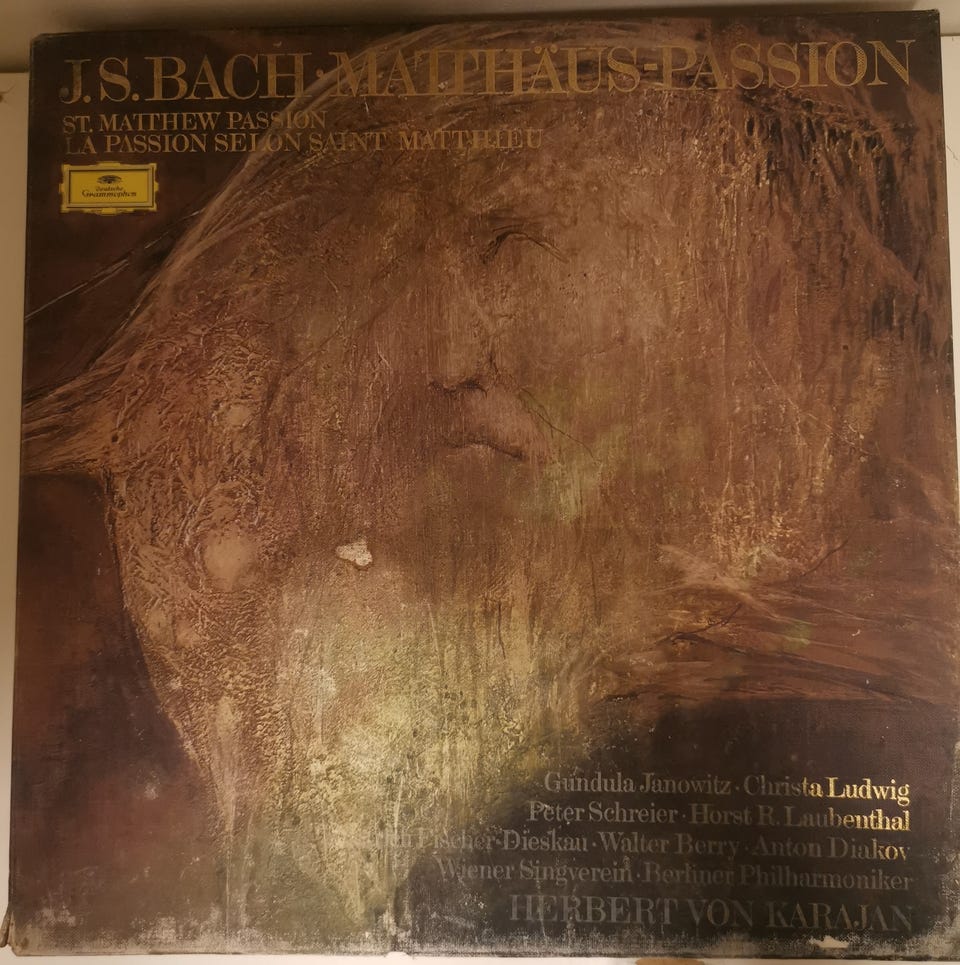 J.S. BACH · MATTHÄUS-PASSION
ST. MATTHEW PASSION
LA PASSION SELON SAINT MATTHIEU
Deutsche
Grammophon
Gundula Janowitz · Christa Ludwig
Peter Schreier · Horst R. Laubenthal
Fischer-Dieskau · Walter Berry · Anton Diakov
Wiener Singverein · Berliner Philharmoniker
HERBERT VON KARAJAN